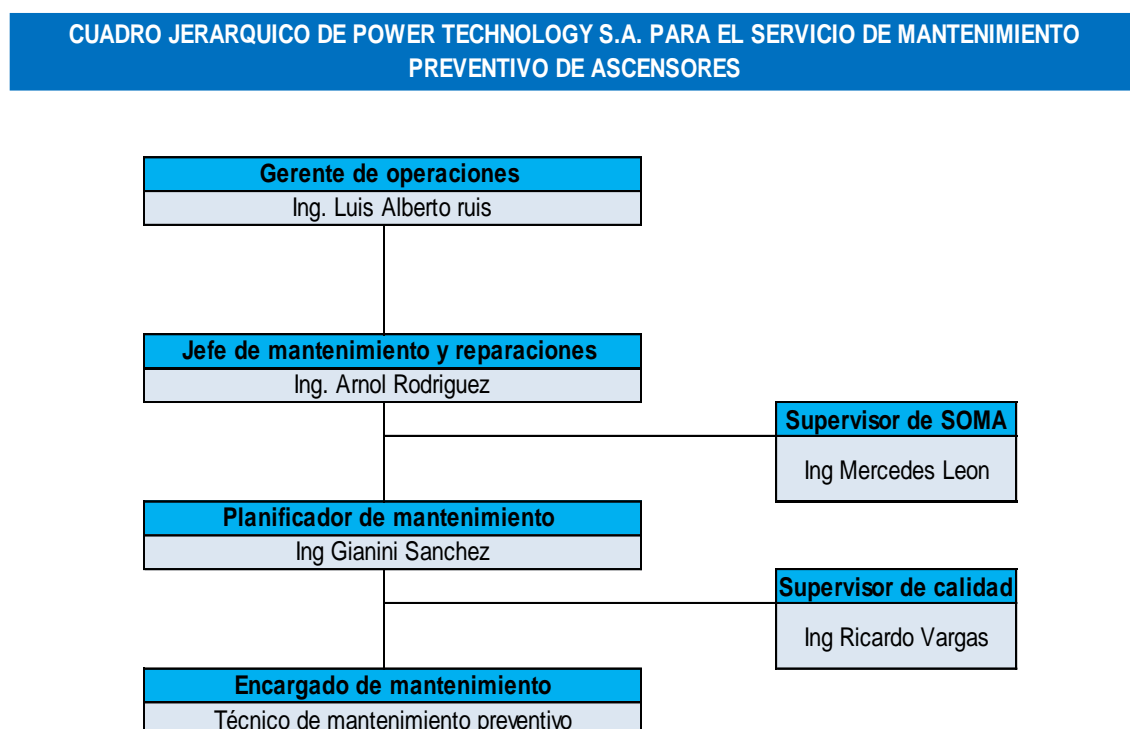 CUADRO JERARQUICO DE POWER TECHNOLOGY S.A. PARA EL SERVICIO DE MANTENIMIENTO
PREVENTIVO DE ASCENSORES
Gerente de operaciones
Ing. Luis Alberto ruis
Jefe de mantenimiento y reparaciones
Ing. Arnol Rodriguez
Supervisor de SOMA
Ing Mercedes Leon
Planificador de mantenimiento
Ing Gianini Sanchez
Supervisor de calidad
Ing Ricardo Vargas
Encargado de mantenimiento
Técnico de mantenimiento preventivo